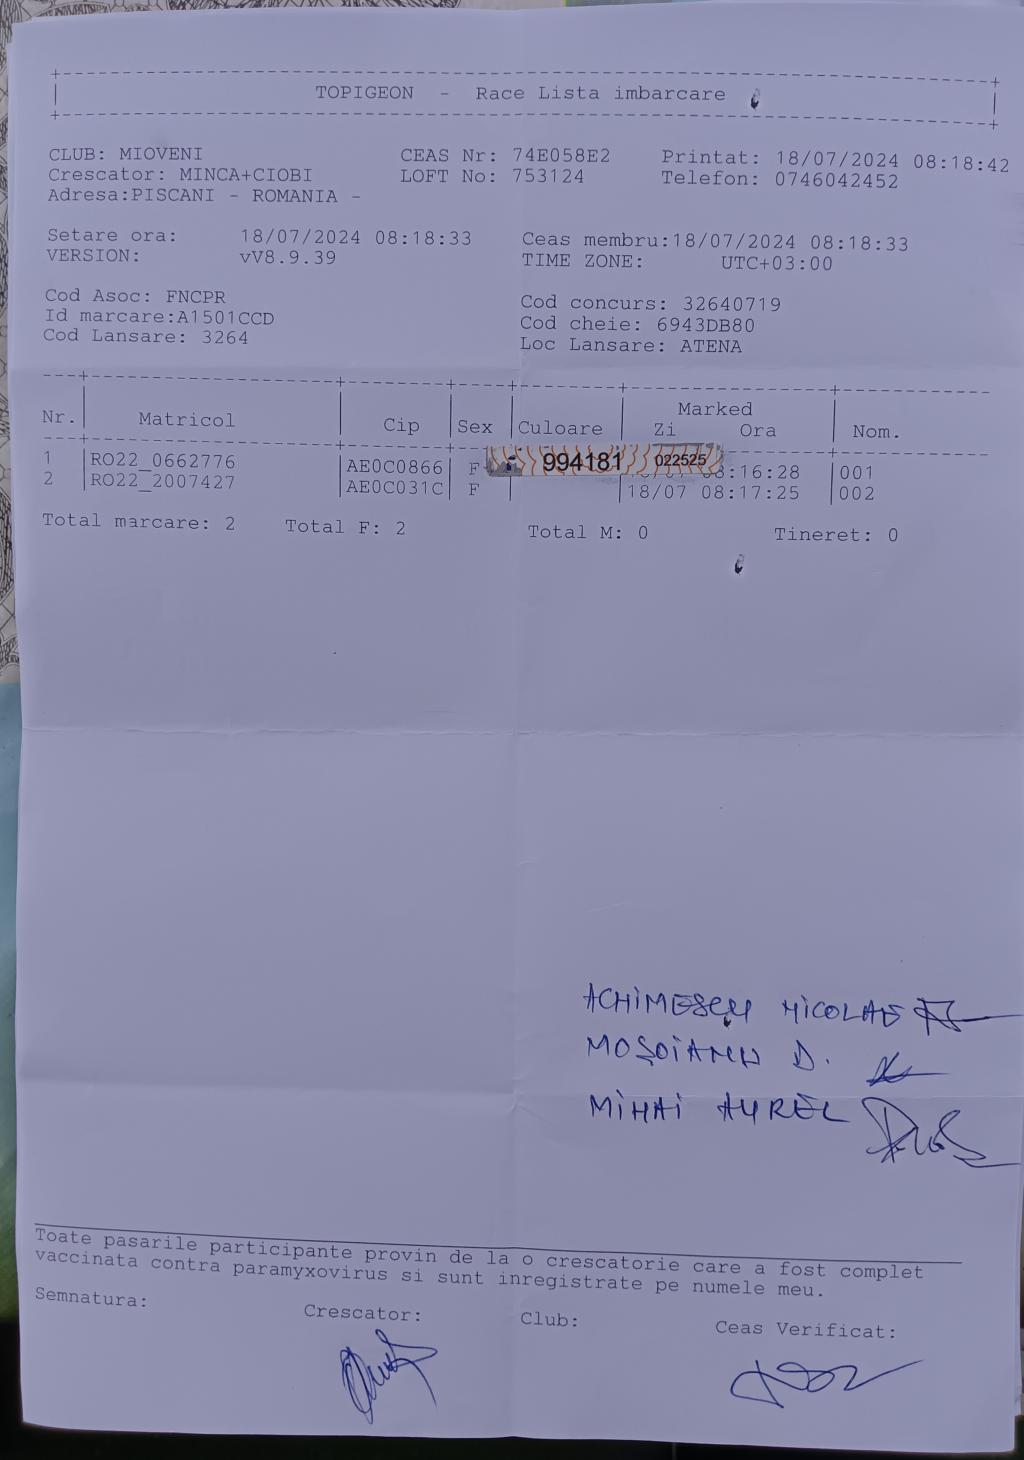 TOPIGEON - Race Lista imbarcare
CLUB: MIOVENI CEAS Nr: 74E058E2 Printat: 18/07/2024 08:18:42
Crescator: MINCA+CIOBI LOFT No: 753124 Telefon: 0746042452
Adresa:PISCANI - ROMANIA -
Setare ora: 18/07/2024 08:18:33 Ceas membru:18/07/2024 08:18:33
VERSION: vV8.9.39 TIME ZONE: UTC+03:00
Cod Asoc: FNCPR Cod concurs: 32640719
Id marcare:A1501CCD Cod cheie: 6943DB80
Cod Lansare: 3264 Loc Lansare: ATENA
Marked
Nr. Matricol Cip Sex Culoare Zi Ora Nom.
1 RO22_0662776 AE0C0866 F 994181 022525 8:16:28 001
2 RO22_2007427 AE0C031C F 18/07 08:17:25 002
Total marcare: 2 Total F: 2 Total M: 0 Tineret: 0
ACHIMESCU NICOLAE
MOȘOIANU D.
MIHAI AUREL
Toate pasarile participante provin de la o crescatorie care a fost complet
vaccinata contra paramyxovirus si sunt inregistrate pe numele meu.
Semnatura: Crescator: Club: Ceas Verificat: